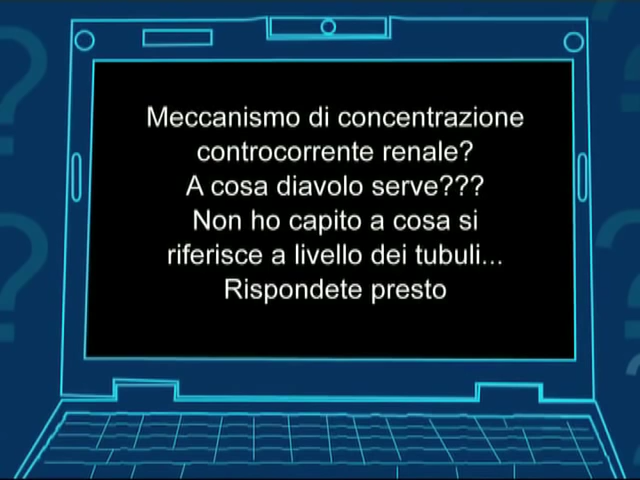 Meccanismo di concentrazione
controcorrente renale?
A cosa diavolo serve???
Non ho capito a cosa si
riferisce a livello dei tubuli...
Rispondete presto